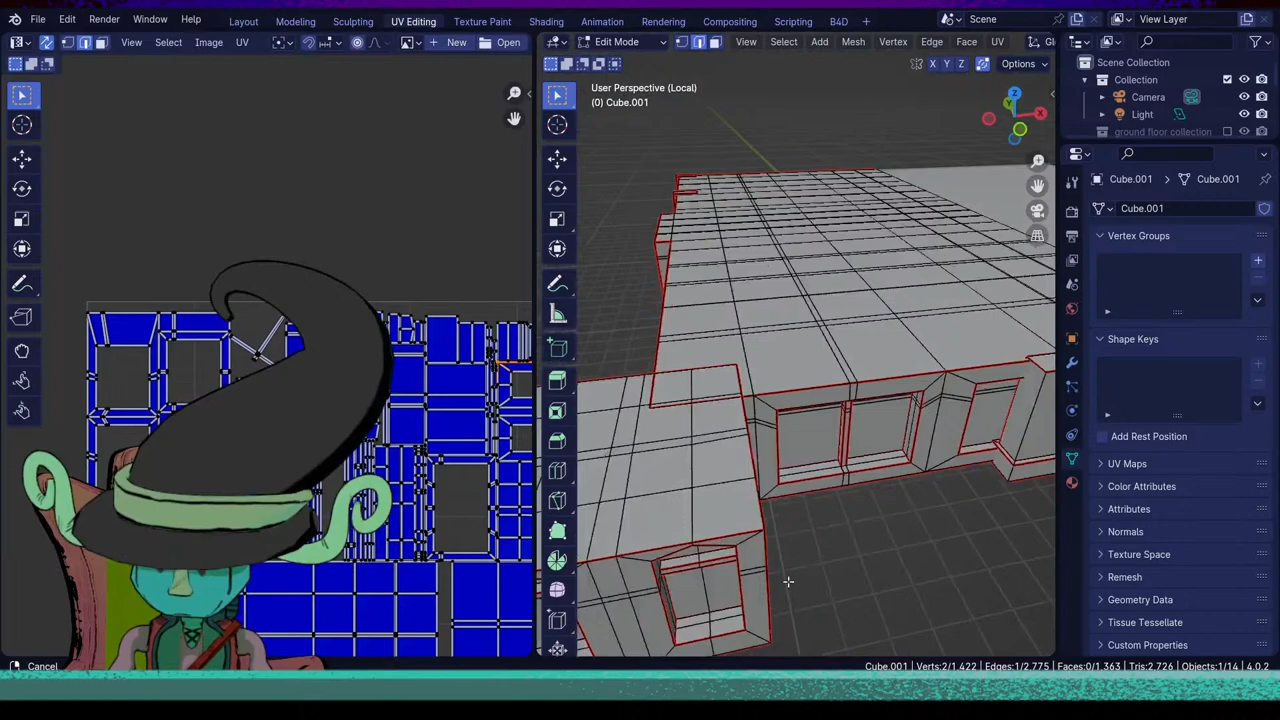 File Edit Render Window Help Layout Modeling Sculpting UV Editing Texture Paint Shading Animation Rendering Compositing Scripting B4D + Scene View Layer
View Select Image UV New Open Edit Mode View Select Add Mesh Vertex Edge Face UV
X Y Z Options
User Perspective (Local)
(0) Cube.001
Z
Y
X
Scene Collection
Collection
Camera
Light
ground floor collection
Cube.001 Cube.001
Cube.001
Vertex Groups
Shape Keys
Add Rest Position
UV Maps
Color Attributes
Attributes
Normals
Texture Space
Remesh
Geometry Data
Texture Tessellate
Custom Properties
Cancel
Cube.001 | Verts:2/1.422 | Edges:1/2.775 | Faces:0/1.363 | Tris:2.726 | Objects:1/14 | 4.0.2